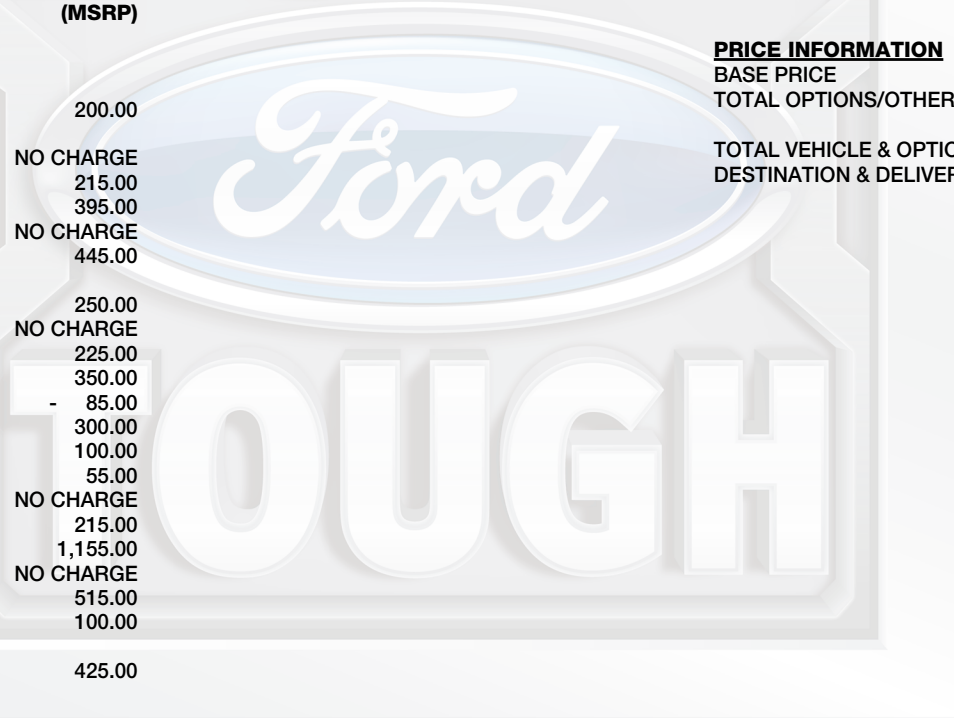 (MSRP)
200.00
NO CHARGE
215.00
395.00
NO CHARGE
445.00
250.00
NO CHARGE
225.00
350.00
- 85.00
300.00
100.00
55.00
NO CHARGE
215.00
1,155.00
NO CHARGE
515.00
100.00
425.00
PRICE INFORMATION
BASE PRICE
TOTAL OPTIONS/OTHER
TOTAL VEHICLE & OPTIO
DESTINATION & DELIVER
Ford
TOUGH